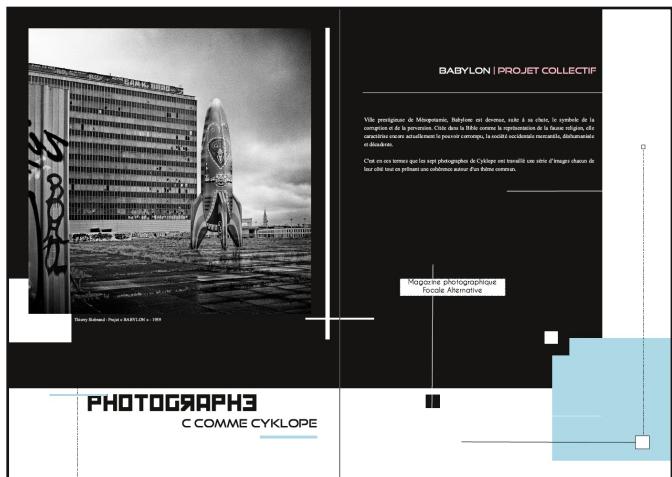 BABYLON | PROJET COLLECTIF
Ville prestigieuse de Mésopotamie, Babylone est devenue, suite à sa chute, le symbole de la
corruption et de la perversion. Citée dans la Bible comme la représentation de la fausse religion, elle
caractérise encore actuellement le pouvoir corrompu, la société occidentale mercantile, déshumanisée
et décadente.
C'est en ces termes que les sept photographes de Cyklope ont travaillé une série d'images chacun de
leur côté tout en prônant une cohérence autour d'un thème commun.
Magazine photographique
Focale Alternative
Projet « BABYLON » - 1959
PHOTOGRAPHE
C COMME CYKLOPE